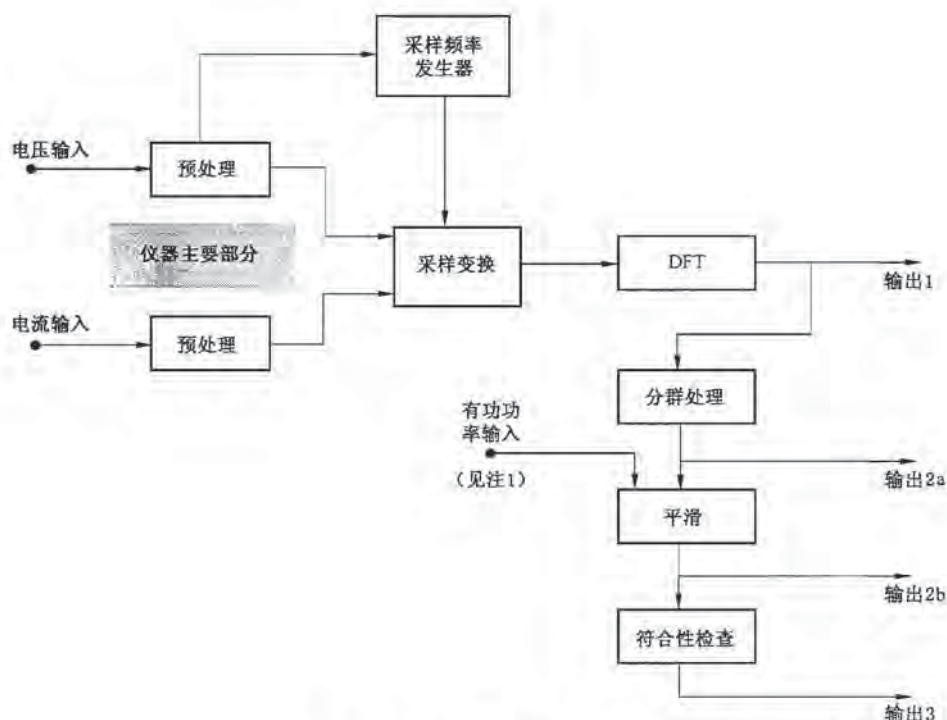 采样频率
发生器
电压输入
预处理
仪器主要部分
采样变换
DFT
输出1
电流输入
预处理
分群处理
有功功
率输入
(见注1)
输出2a
平滑
输出2b
符合性检查
输出3